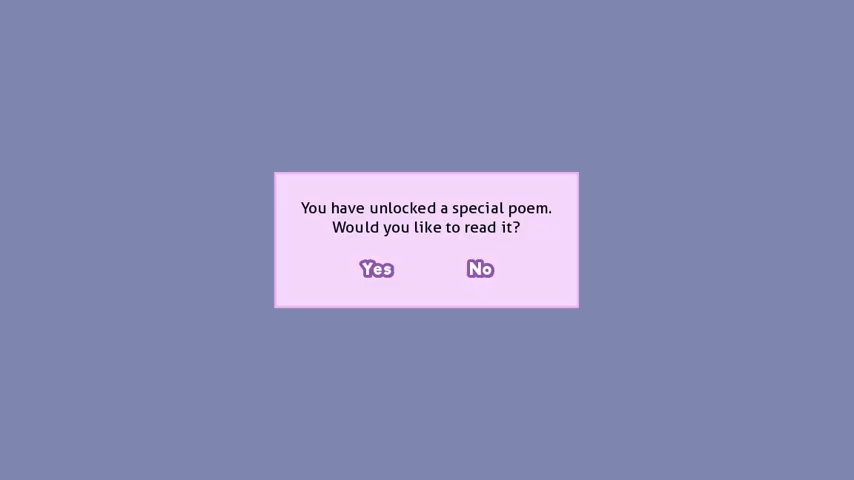 You have unlocked a special poem.
Would you like to read it?
Yes No